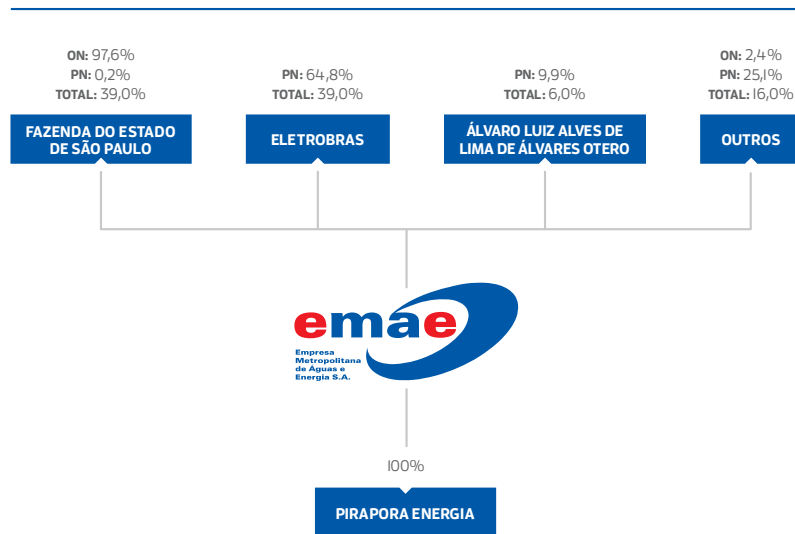 ON: 97,6%
PN: 0,2%
TOTAL: 39,0%
FAZENDA DO ESTADO
DE SÃO PAULO
PN: 64,8%
TOTAL: 39,0%
ELETROBRAS
PN: 9,9%
TOTAL: 6,0%
ÁLVARO LUIZ ALVES DE
LIMA DE ÁLVARES OTERO
ON: 2,4%
PN: 25,1%
TOTAL: 16,0%
OUTROS
emae
Empresa
Metropolitana
de Águas e
Energia S.A.
100%
PIRAPORA ENERGIA